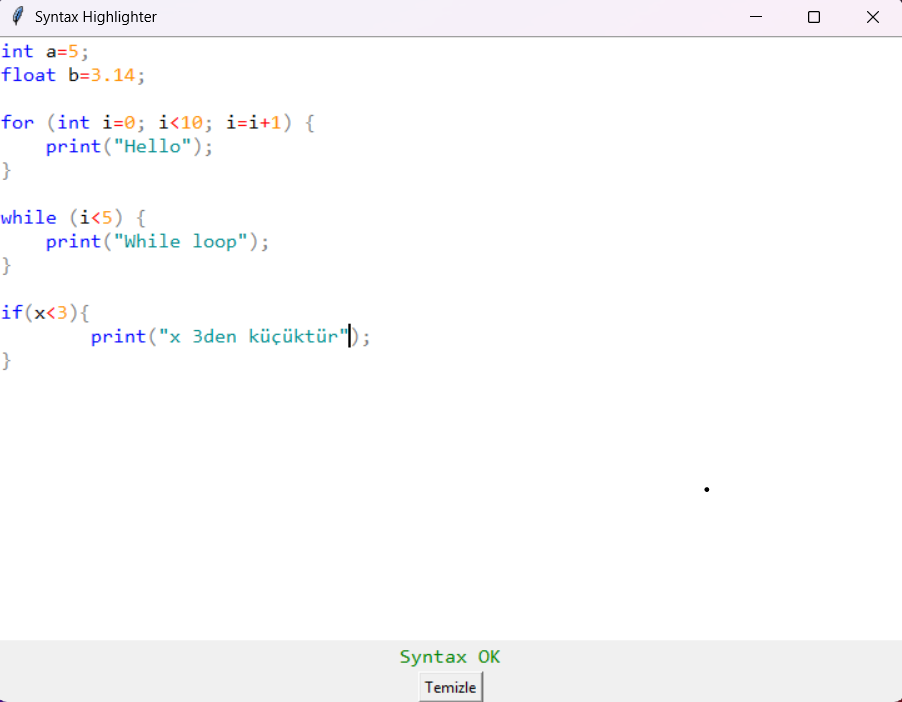 Syntax Highlighter
int a=5;
float b=3.14;
for (int i=0; i<10; i=i+1) {
    print("Hello");
}
while (i<5) {
    print("While loop");
}
if(x<3){
        print("x 3den küçüktür");
}
Syntax OK
Temizle